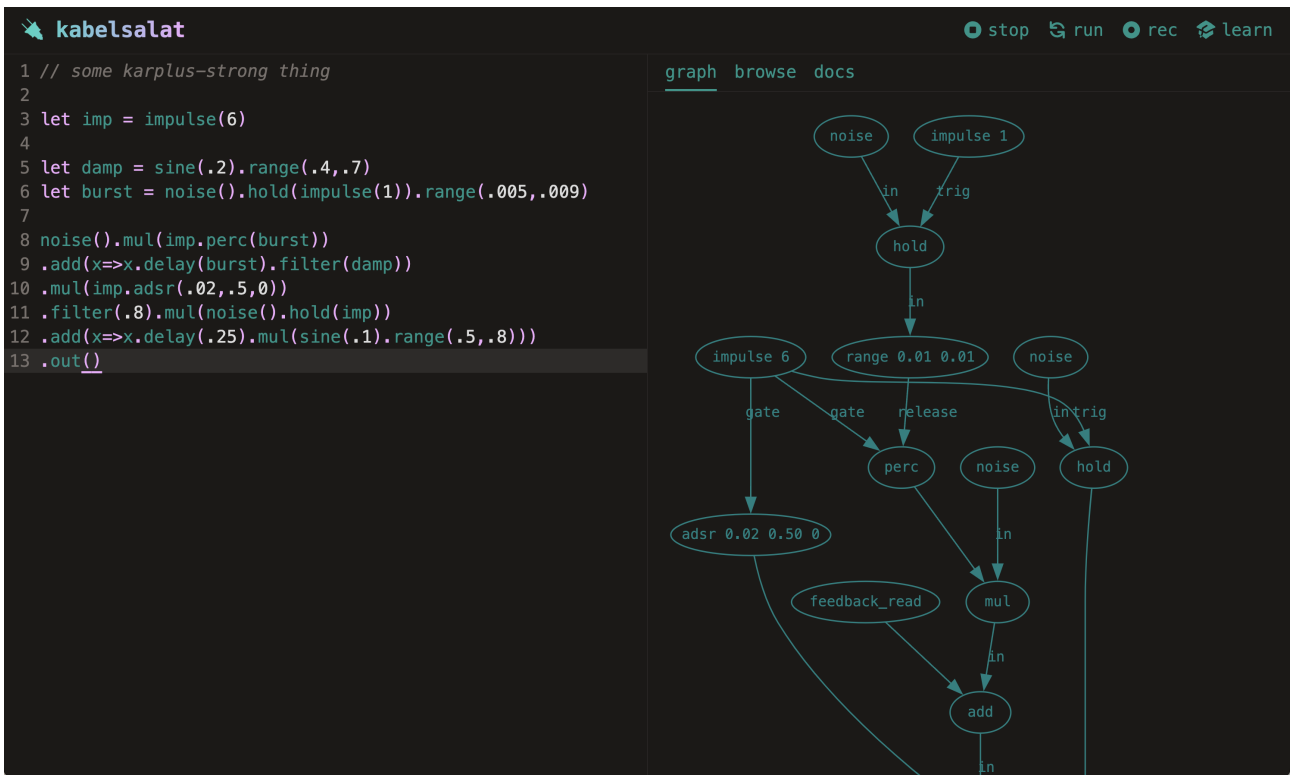 kabelsalat
stop run rec learn
1 // some karplus-strong thing
2
3 let imp = impulse(6)
4
5 let damp = sine(.2).range(.4,.7)
6 let burst = noise().hold(impulse(1)).range(.005,.009)
7
8 noise().mul(imp.perc(burst))
9 .add(x=>x.delay(burst).filter(damp))
10 .mul(imp.adsr(.02,.5,0))
11 .filter(.8).mul(noise().hold(imp))
12 .add(x=>x.delay(.25).mul(sine(.1).range(.5,.8)))
13 .out()
graph browse docs
noise impulse 1
in trig
hold
in
impulse 6 range 0.01 0.01 noise
gate gate release in trig
perc noise hold
adsr 0.02 0.50 0 in
feedback_read mul
in
add
in